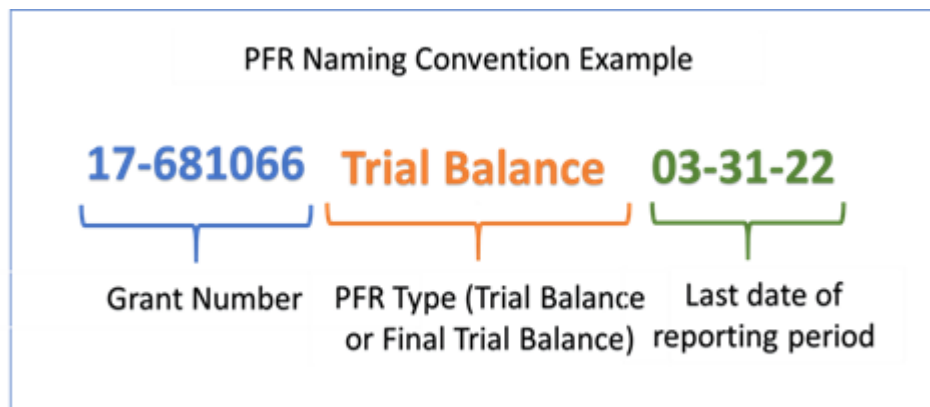 PFR Naming Convention Example
17-681066 Trial Balance 03-31-22
Grant Number
PFR Type (Trial Balance
or Final Trial Balance)
Last date of
reporting period